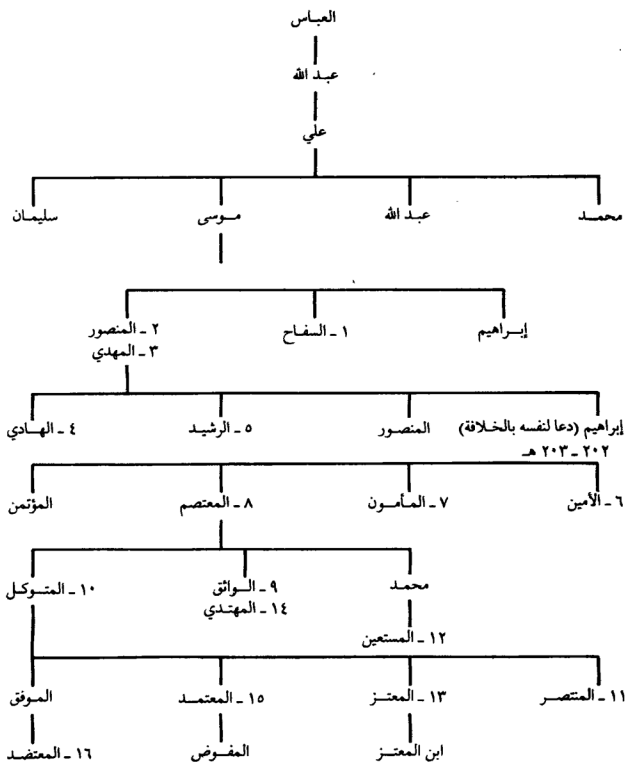 العباس
عبد الله
علي
محمد عبد الله موسى سليمان
إبراهيم ١ - السفاح ٢ - المنصور
٣ - المهدي
إبراهيم (دعا لنفسه بالخلافة) المنصور ٥ - الرشيد ٤ - الهادي
٢٠٢ - ٢٠٣ هـ
٦ - الأمين ٧ - المأمون ٨ - المعتصم المؤتمن
محمد ٩ - الواثق ١٠ - المتوكل
١٤ - المهتدي
١٢ - المستعين
١١ - المنتصر ١٣ - المعتز ١٥ - المعتمد الموفق
ابن المعتز المفوض ١٦ - المعتضد